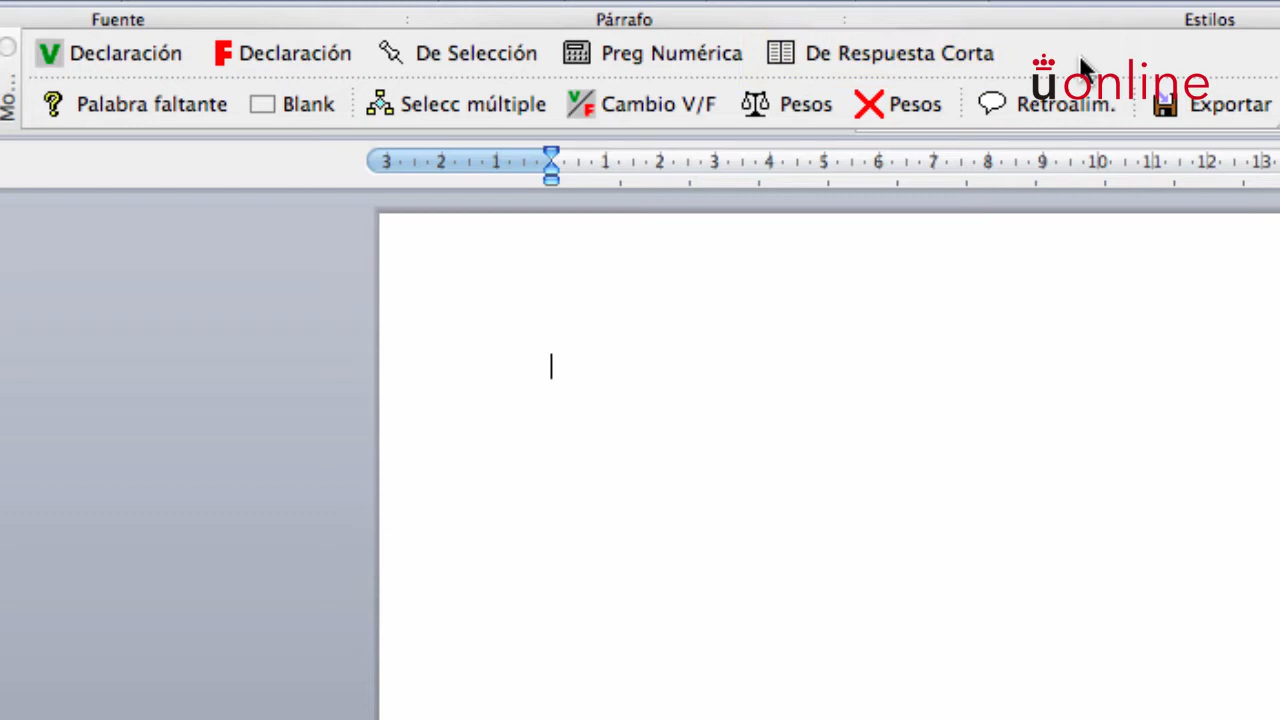 Fuente Párrafo Estilos
V Declaración F Declaración De Selección Preg Numérica De Respuesta Corta
Mo...
? Palabra faltante Blank Selecc múltiple V/F Cambio V/F Pesos Pesos Retroalim. Exportar
üonline
3 2 1 1 2 3 4 5 6 7 8 9 10 11 12 13